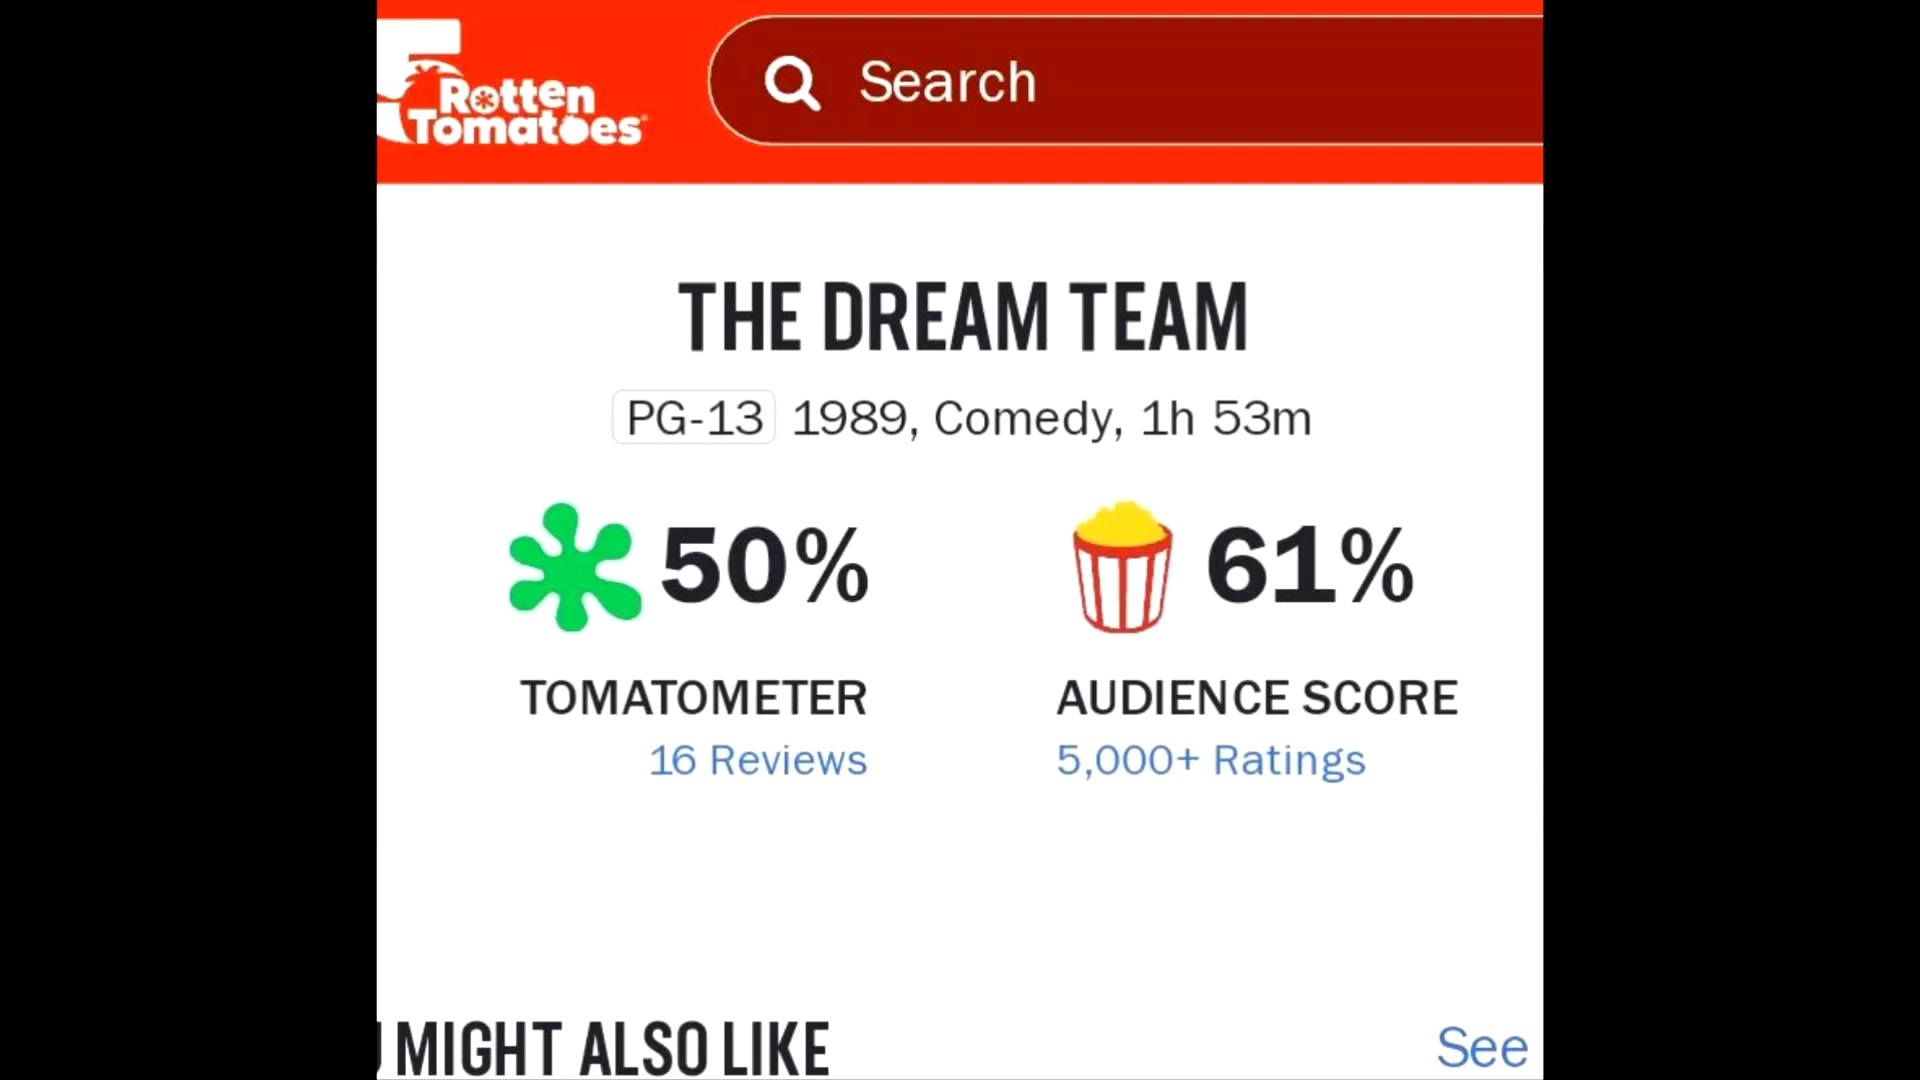 Rotten
Tomatoes
Search
THE DREAM TEAM
PG-13 1989, Comedy, 1h 53m
50% 61%
TOMATOMETER AUDIENCE SCORE
16 Reviews 5,000+ Ratings
MIGHT ALSO LIKE See